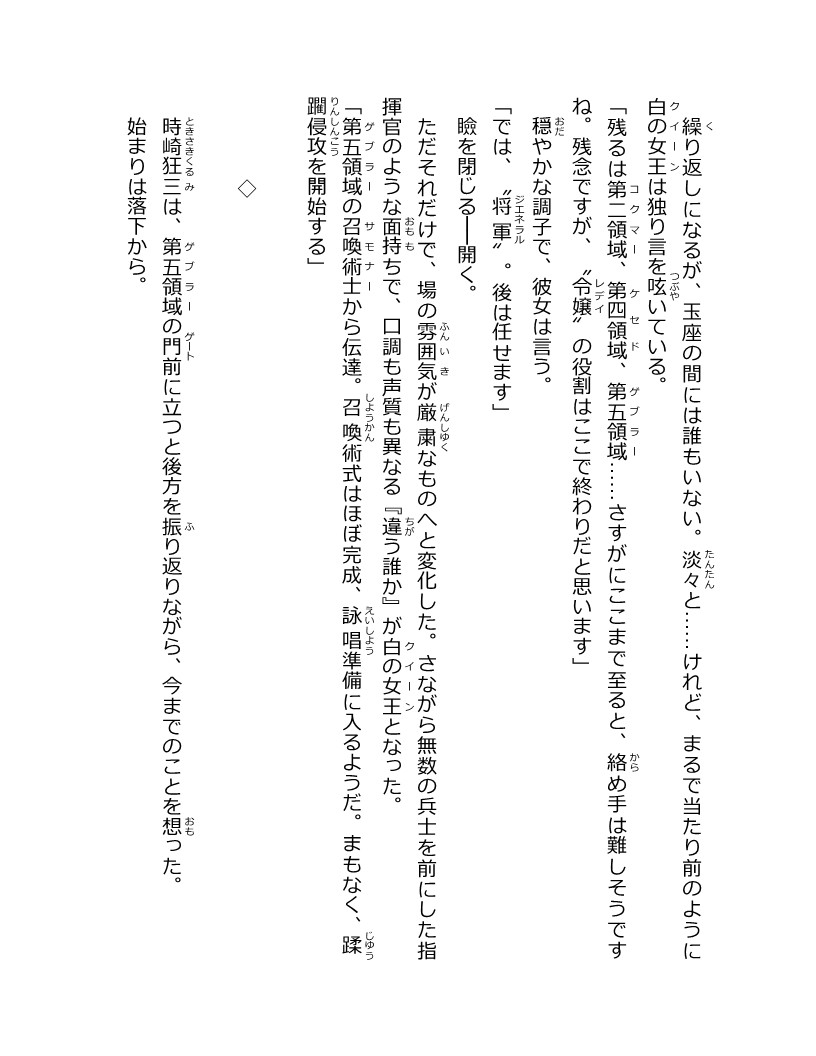 繰り返しになるが、玉座の間には誰もいない。淡々と……けれど、まるで当たり前のように
白の女王は独り言を呟いている。
「残るは第二領域、第四領域、第五領域……さすがにここまで至ると、絡め手は難しそうです
ね。残念ですが、〝令嬢〟の役割はここで終わりだと思います」
穏やかな調子で、彼女は言う。
「では、〝将軍〟。後は任せます」
瞼を閉じる――開く。
ただそれだけで、場の雰囲気が厳粛なものへと変化した。さながら無数の兵士を前にした指
揮官のような面持ちで、口調も声質も異なる『違う誰か』が白の女王となった。
「第五領域の召喚術士から伝達。召喚術式はほぼ完成、詠唱準備に入るようだ。まもなく、蹂
躙侵攻を開始する」
◇
時崎狂三は、第五領域の門前に立つと後方を振り返りながら、今までのことを想った。
始まりは落下から。